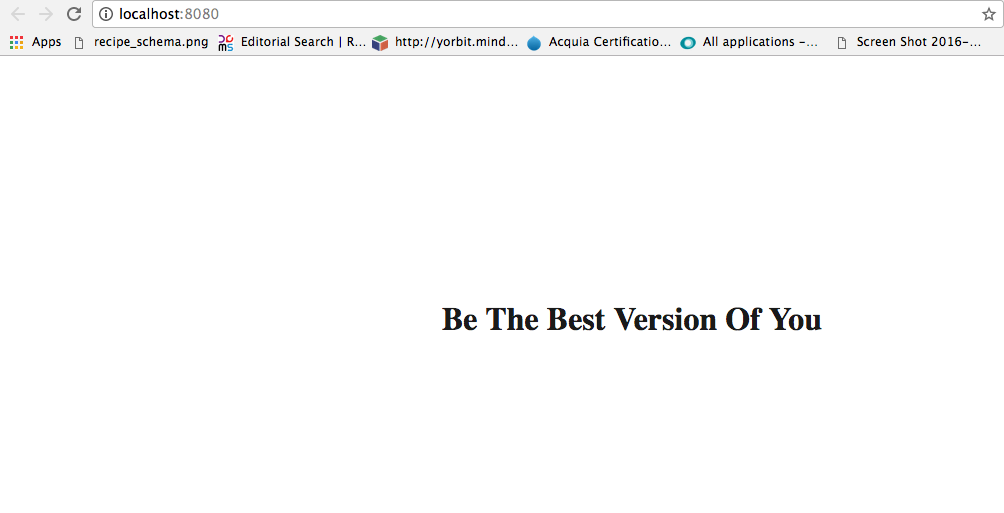 localhost:8080
Apps recipe_schema.png Editorial Search | R... http://yorbit.mind... Acquia Certificatio... All applications -... Screen Shot 2016-...
Be The Best Version Of You